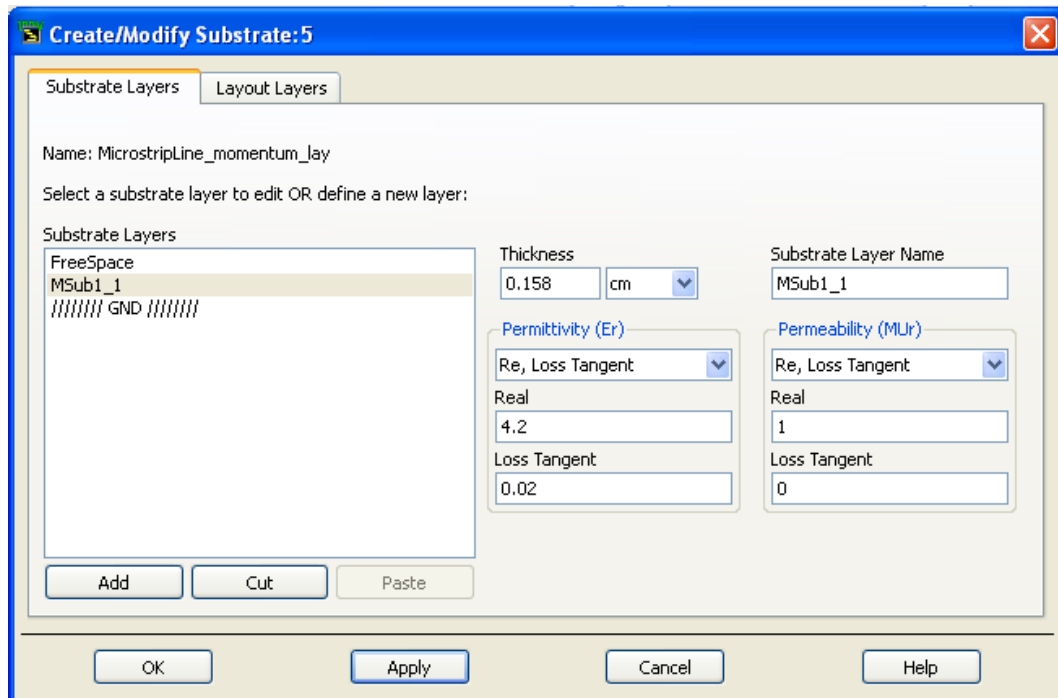 Create/Modify Substrate:5
Substrate Layers
Layout Layers
Name: MicrostripLine_momentum_lay
Select a substrate layer to edit OR define a new layer:
Substrate Layers
FreeSpace
MSub1_1
//////// GND ////////
Thickness
0.158
cm
Substrate Layer Name
MSub1_1
Permittivity (Er)
Re, Loss Tangent
Real
4.2
Loss Tangent
0.02
Permeability (MUr)
Re, Loss Tangent
Real
1
Loss Tangent
0
Add
Cut
Paste
OK
Apply
Cancel
Help